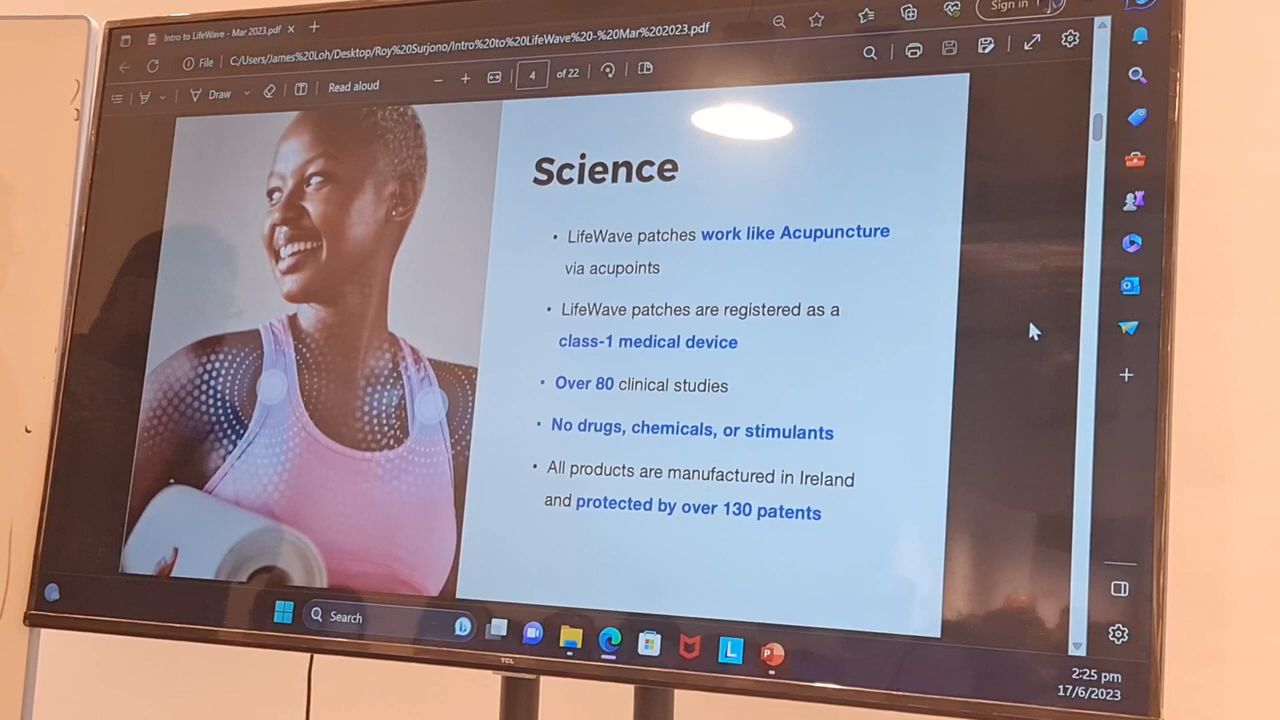 Intro to LifeWave - Mar 2023.pdf
Sign in
File
C:/Users/James%20Loh/Desktop/Roy%20Surjono/Intro%20to%20LifeWave%20-%20Mar%202023.pdf
Draw
Read aloud
4 of 22
Science
• LifeWave patches work like Acupuncture
via acupoints
• LifeWave patches are registered as a
class-1 medical device
• Over 80 clinical studies
• No drugs, chemicals, or stimulants
• All products are manufactured in Ireland
and protected by over 130 patents
Search
L
P
TCL
2:25 pm
17/6/2023